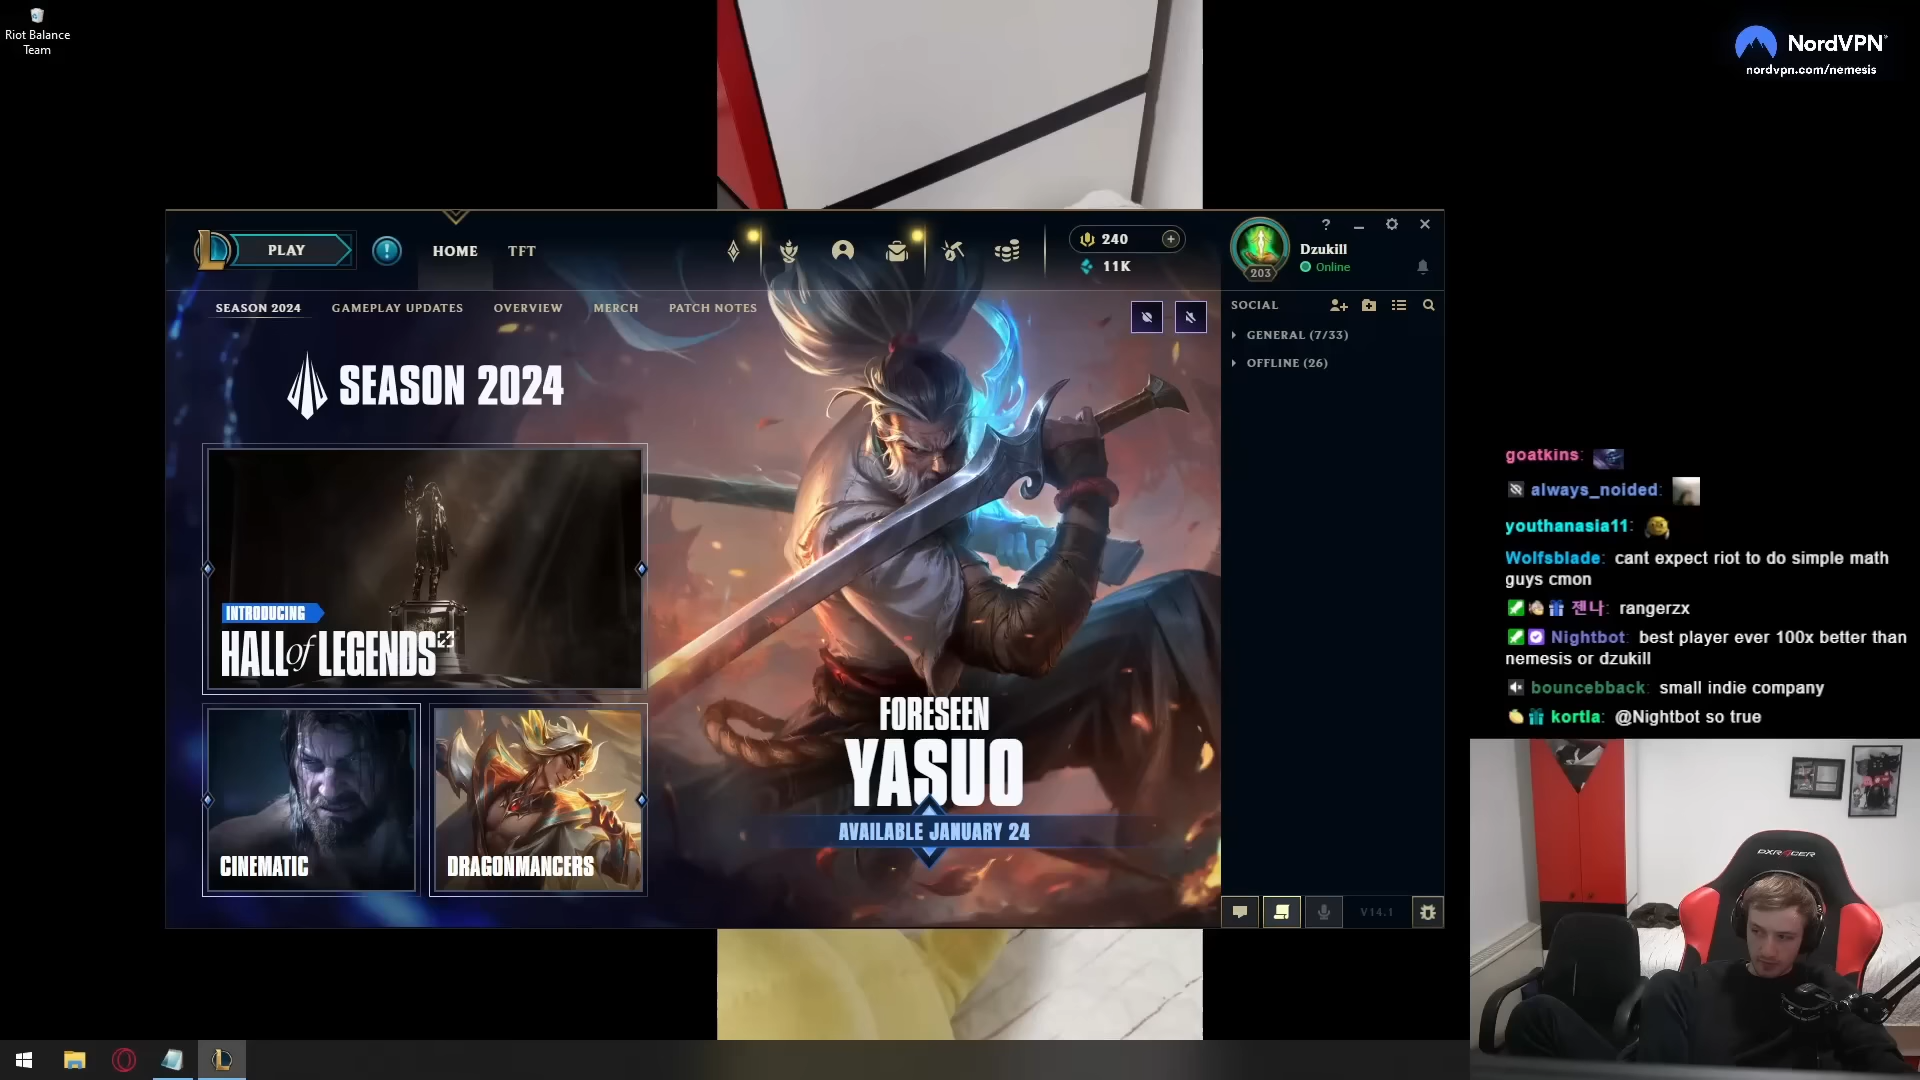 Riot Balance
Team
NordVPN
nordvpn.com/nemesis
PLAY
HOME
TFT
240
11K
203
?
Dzukill
Online
SEASON 2024
GAMEPLAY UPDATES
OVERVIEW
MERCH
PATCH NOTES
SOCIAL
GENERAL (7/33)
OFFLINE (26)
SEASON 2024
INTRODUCING
HALL of LEGENDS
CINEMATIC
DRAGONMANCERS
FORESEEN
YASUO
AVAILABLE JANUARY 24
V14.1
goatkins:
always_noided:
youthanasia11:
Wolfsblade: cant expect riot to do simple math
guys cmon
젠나: rangerzx
Nightbot: best player ever 100x better than
nemesis or dzukill
bouncebback: small indie company
kortla: @Nightbot so true
DXRACER